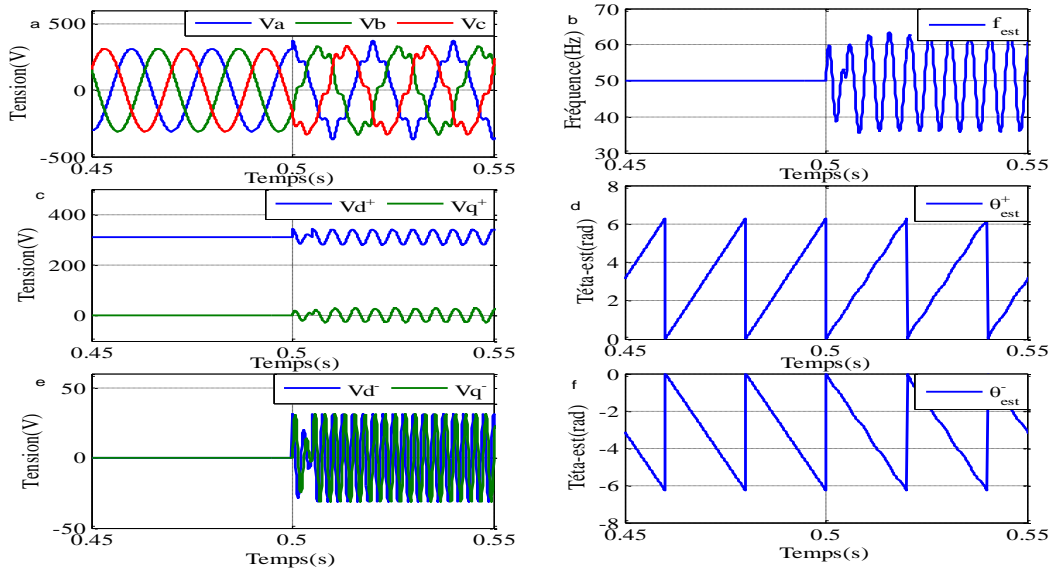 a
Va Vb Vc
Tension(V)
500
0
-500
0.45 0.5 0.55
Temps(s)
b
f_est
Fréquence(Hz)
70
60
50
40
30
0.45 0.5 0.55
Temps(s)
c
Vd+ Vq+
Tension(V)
400
200
0
0.45 0.5 0.55
Temps(s)
d
θ+est
Téta-est(rad)
8
6
4
2
0
0.45 0.5 0.55
Temps(s)
e
Vd- Vq-
Tension(V)
50
0
-50
0.45 0.5 0.55
Temps(s)
f
θ-est
Téta-est(rad)
0
-2
-4
-6
-8
0.45 0.5 0.55
Temps(s)